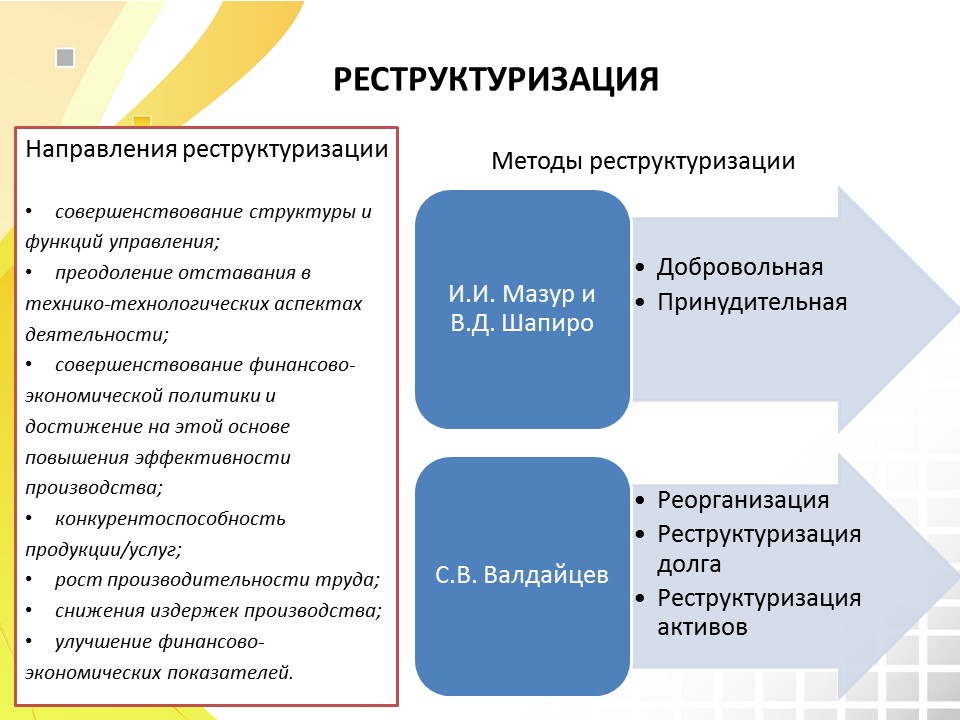 РЕСТРУКТУРИЗАЦИЯ
Направления реструктуризации
• совершенствование структуры и
функций управления;
• преодоление отставания в
технико-технологических аспектах
деятельности;
• совершенствование финансово-
экономической политики и
достижение на этой основе
повышения эффективности
производства;
• конкурентоспособность
продукции/услуг;
• рост производительности труда;
• снижения издержек производства;
• улучшение финансово-
экономических показателей.
Методы реструктуризации
И.И. Мазур и
В.Д. Шапиро
• Добровольная
• Принудительная
С.В. Валдайцев
• Реорганизация
• Реструктуризация
долга
• Реструктуризация
активов